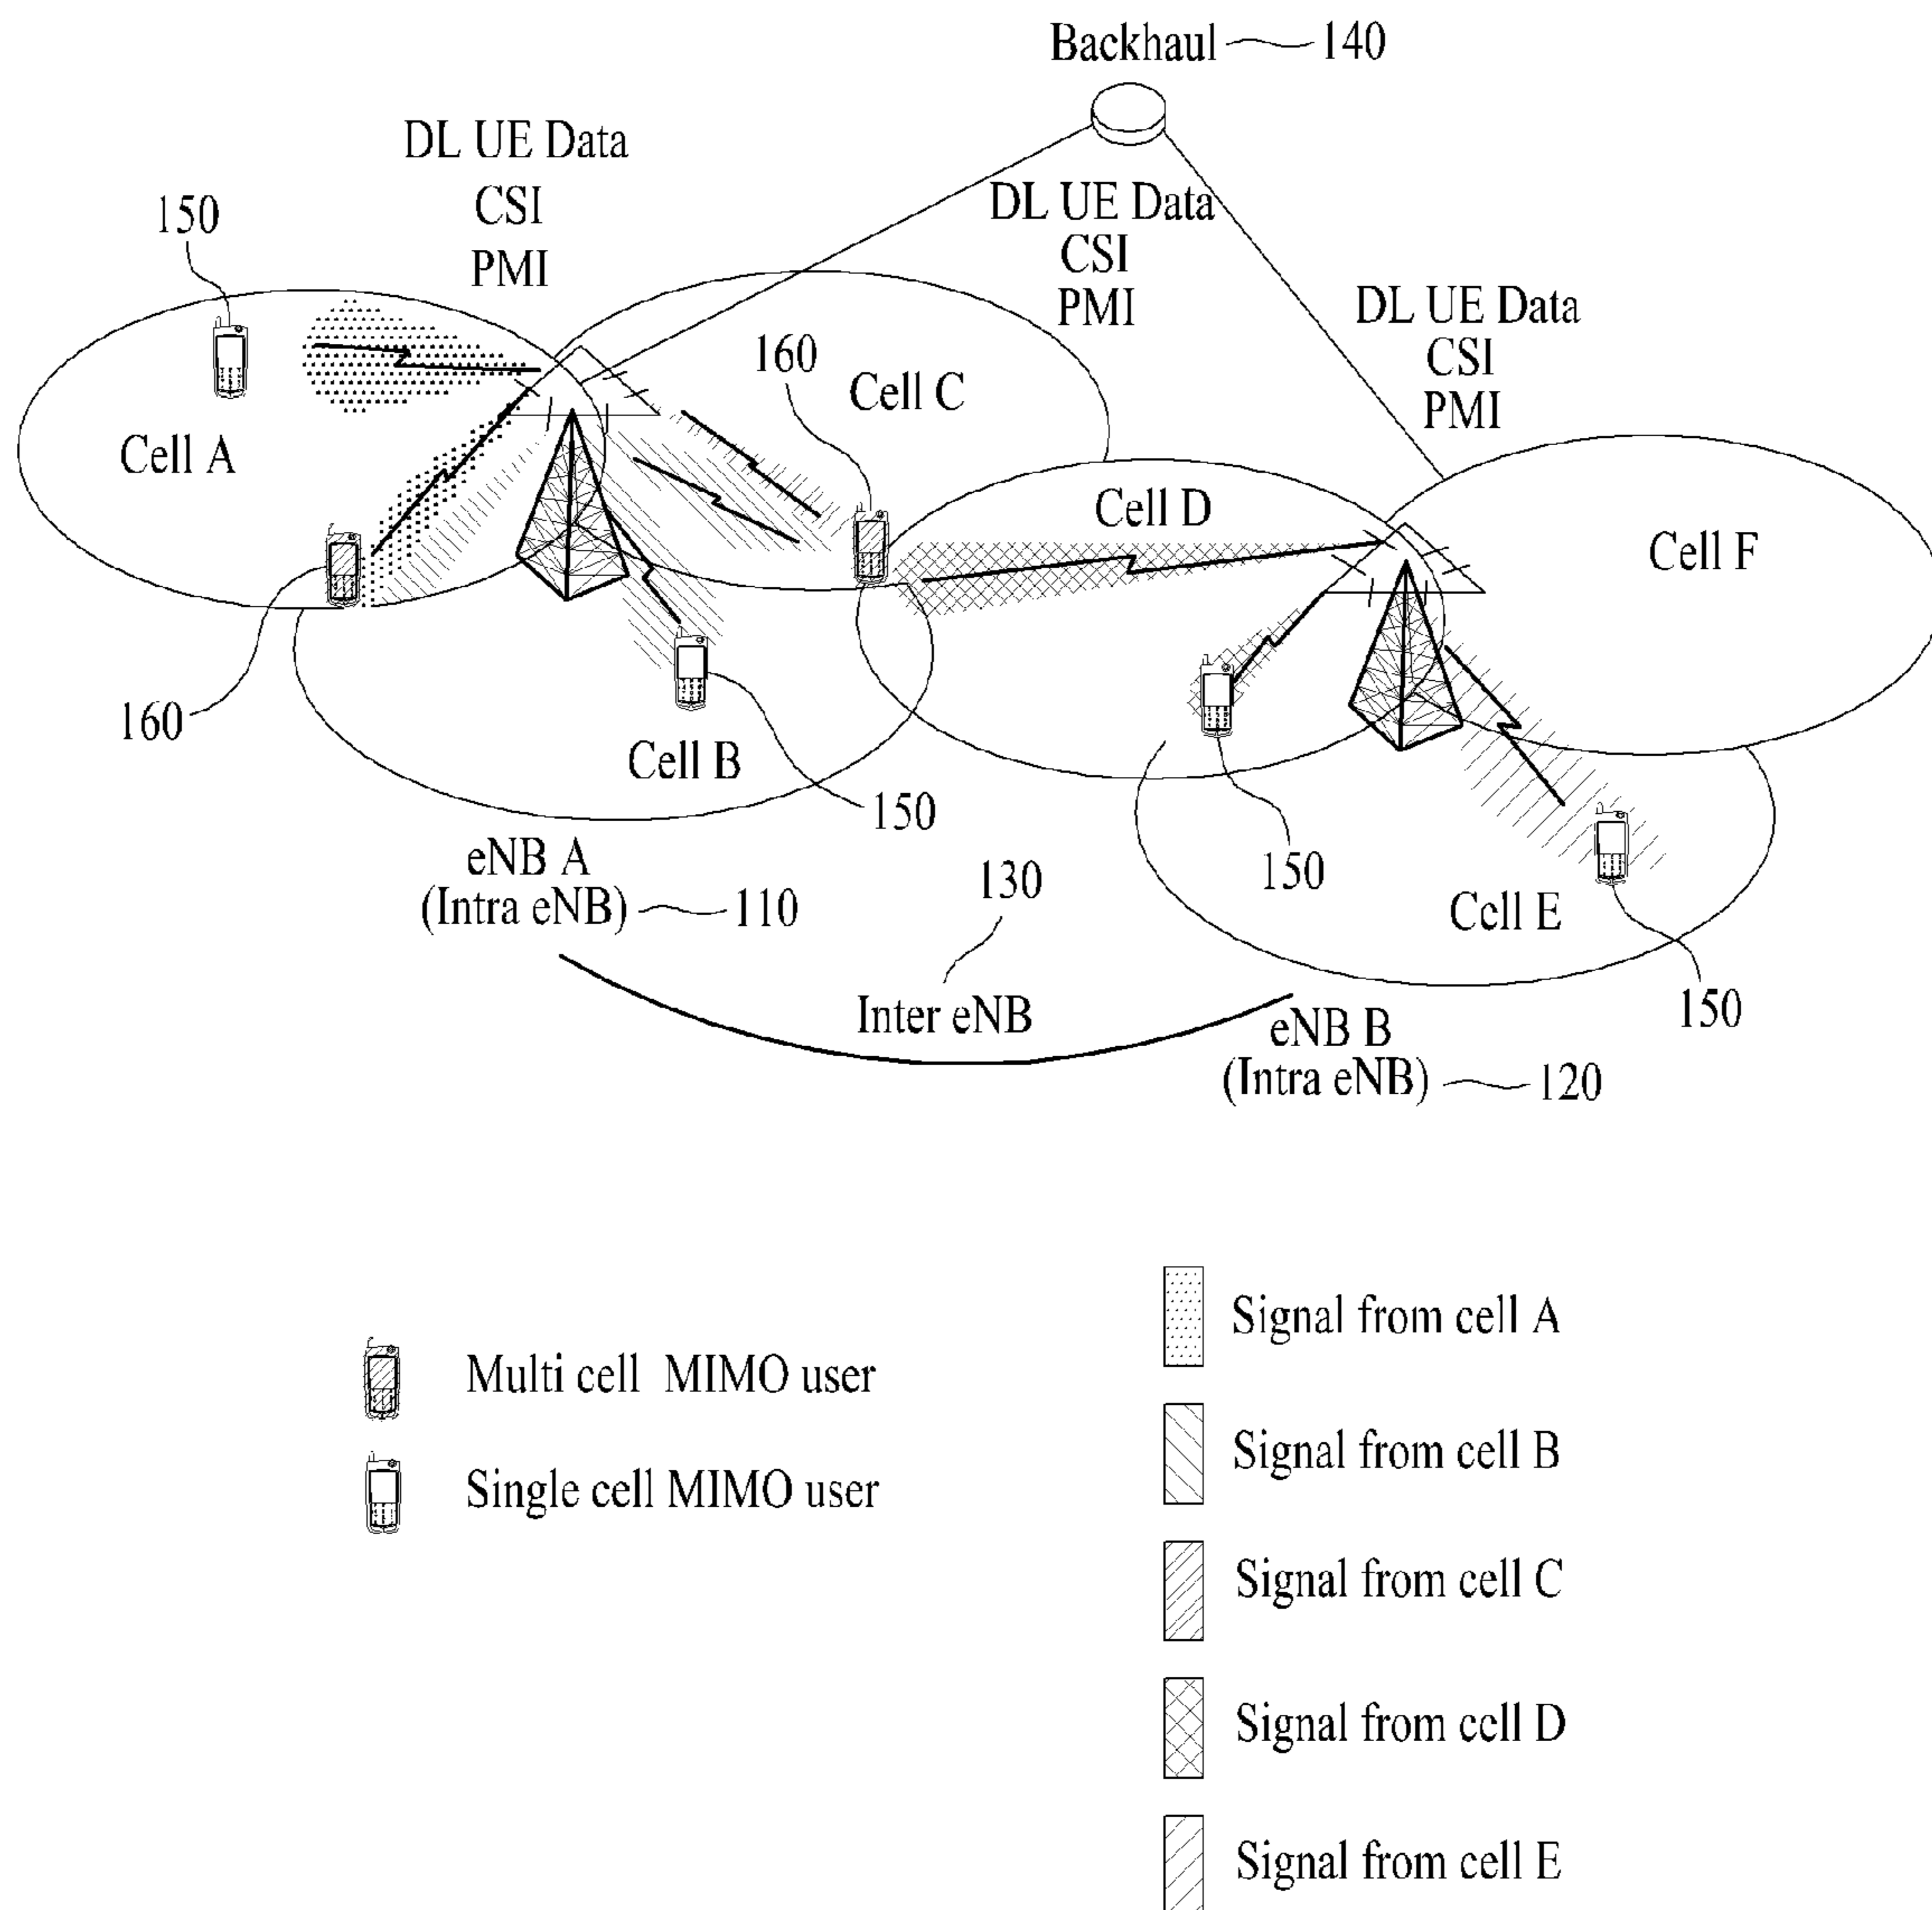 Backhaul 140
DL UE Data
CSI
PMI
DL UE Data
CSI
PMI
DL UE Data
CSI
PMI
150
160
Cell C
Cell A
Cell D
Cell F
160
Cell B
150
150
Cell E
150
eNB A
(Intra eNB) 110
130
Inter eNB
eNB B
(Intra eNB) 120
Multi cell MIMO user
Single cell MIMO user
Signal from cell A
Signal from cell B
Signal from cell C
Signal from cell D
Signal from cell E